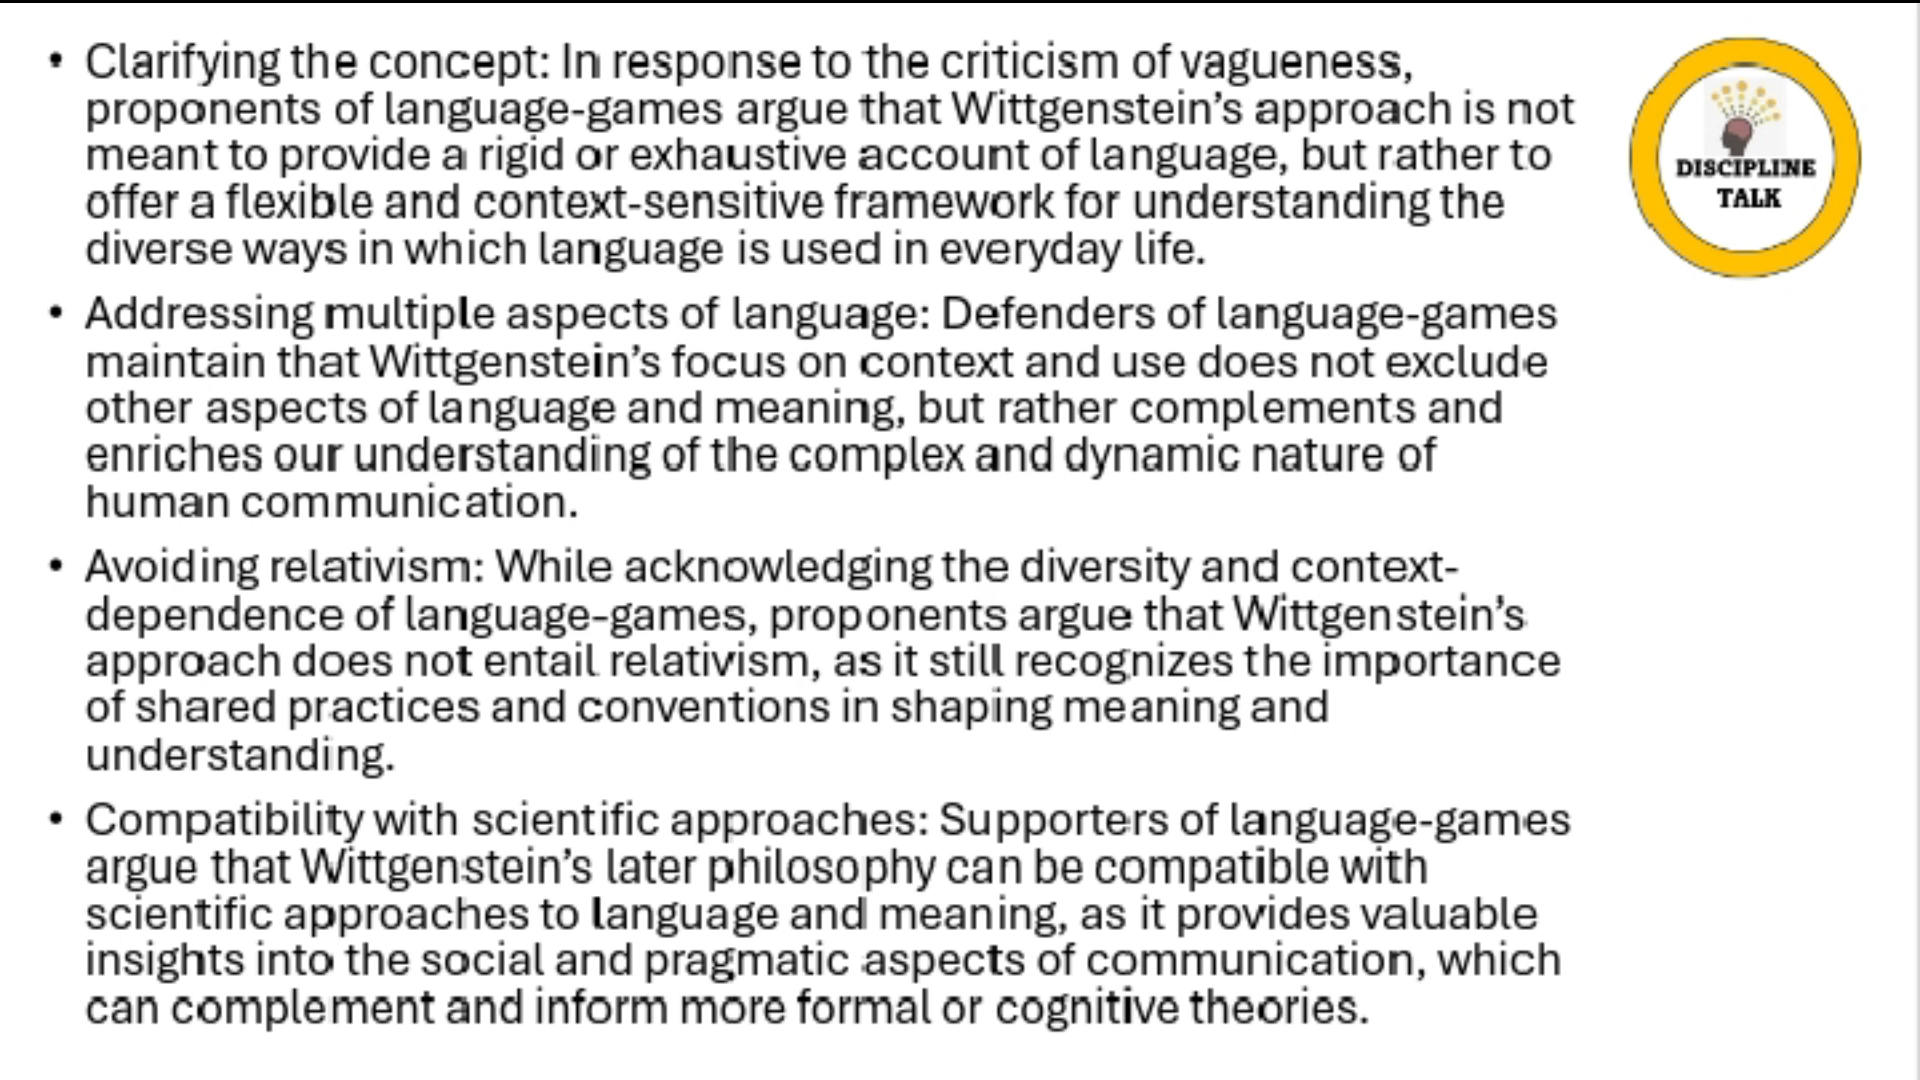 • Clarifying the concept: In response to the criticism of vagueness,
proponents of language-games argue that Wittgenstein's approach is not
meant to provide a rigid or exhaustive account of language, but rather to
offer a flexible and context-sensitive framework for understanding the
diverse ways in which language is used in everyday life.
• Addressing multiple aspects of language: Defenders of language-games
maintain that Wittgenstein's focus on context and use does not exclude
other aspects of language and meaning, but rather complements and
enriches our understanding of the complex and dynamic nature of
human communication.
• Avoiding relativism: While acknowledging the diversity and context-
dependence of language-games, proponents argue that Wittgenstein's
approach does not entail relativism, as it still recognizes the importance
of shared practices and conventions in shaping meaning and
understanding.
• Compatibility with scientific approaches: Supporters of language-games
argue that Wittgenstein's later philosophy can be compatible with
scientific approaches to language and meaning, as it provides valuable
insights into the social and pragmatic aspects of communication, which
can complement and inform more formal or cognitive theories.
DISCIPLINE
TALK